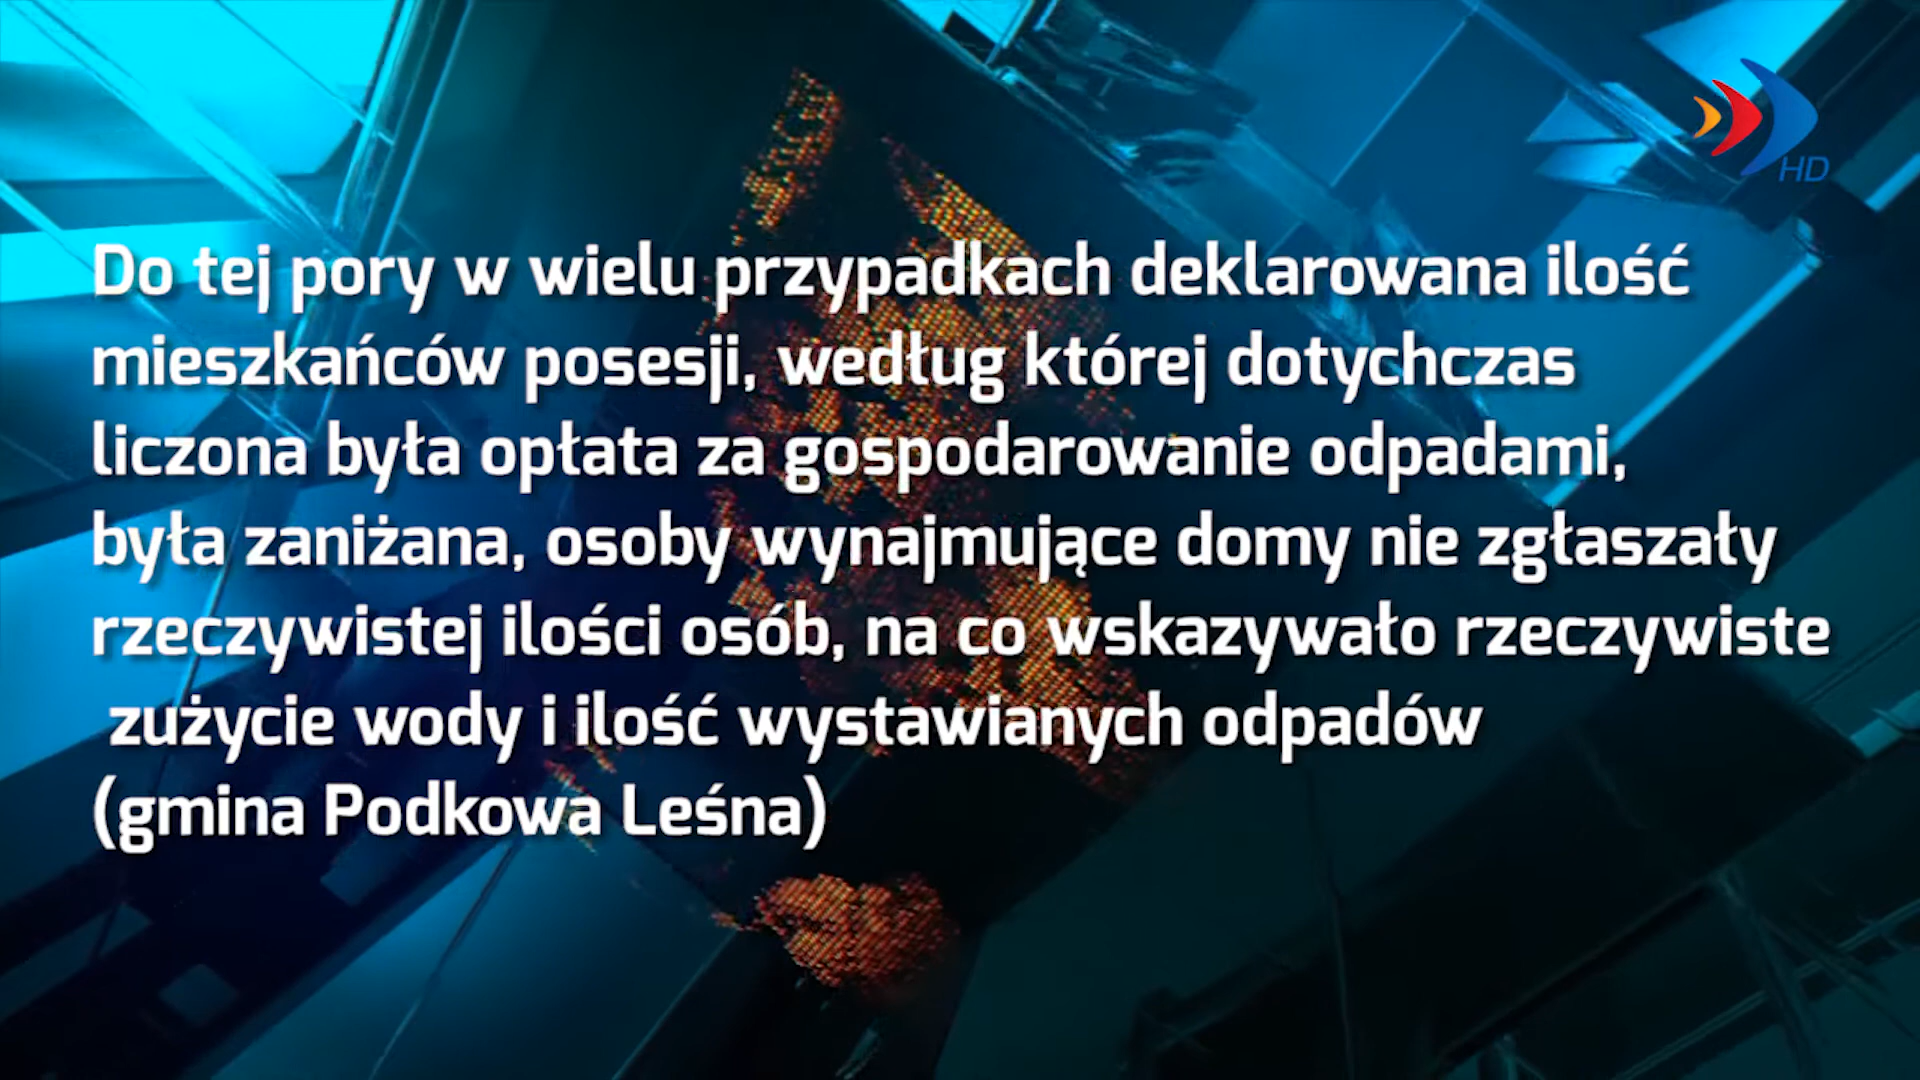 HD
Do tej pory w wielu przypadkach deklarowana ilość
mieszkańców posesji, według której dotychczas
liczona była opłata za gospodarowanie odpadami,
była zaniżana, osoby wynajmujące domy nie zgłaszały
rzeczywistej ilości osób, na co wskazywało rzeczywiste
zużycie wody i ilość wystawianych odpadów
(gmina Podkowa Leśna)